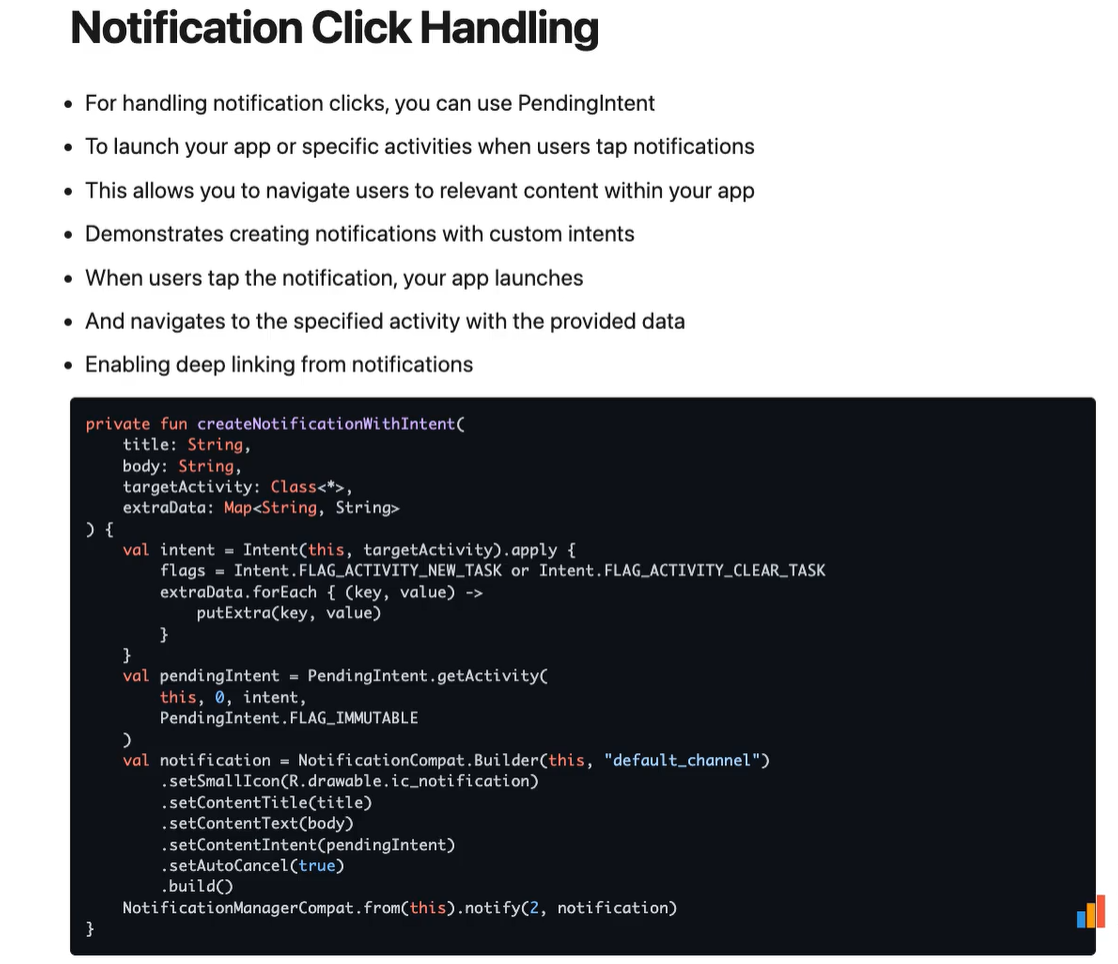 Notification Click Handling
• For handling notification clicks, you can use PendingIntent
• To launch your app or specific activities when users tap notifications
• This allows you to navigate users to relevant content within your app
• Demonstrates creating notifications with custom intents
• When users tap the notification, your app launches
• And navigates to the specified activity with the provided data
• Enabling deep linking from notifications
private fun createNotificationWithIntent(
    title: String,
    body: String,
    targetActivity: Class<*>,
    extraData: Map<String, String>
) {
    val intent = Intent(this, targetActivity).apply {
        flags = Intent.FLAG_ACTIVITY_NEW_TASK or Intent.FLAG_ACTIVITY_CLEAR_TASK
        extraData.forEach { (key, value) ->
            putExtra(key, value)
        }
    }
    val pendingIntent = PendingIntent.getActivity(
        this, 0, intent,
        PendingIntent.FLAG_IMMUTABLE
    )
    val notification = NotificationCompat.Builder(this, "default_channel")
        .setSmallIcon(R.drawable.ic_notification)
        .setContentTitle(title)
        .setContentText(body)
        .setContentIntent(pendingIntent)
        .setAutoCancel(true)
        .build()
    NotificationManagerCompat.from(this).notify(2, notification)
}